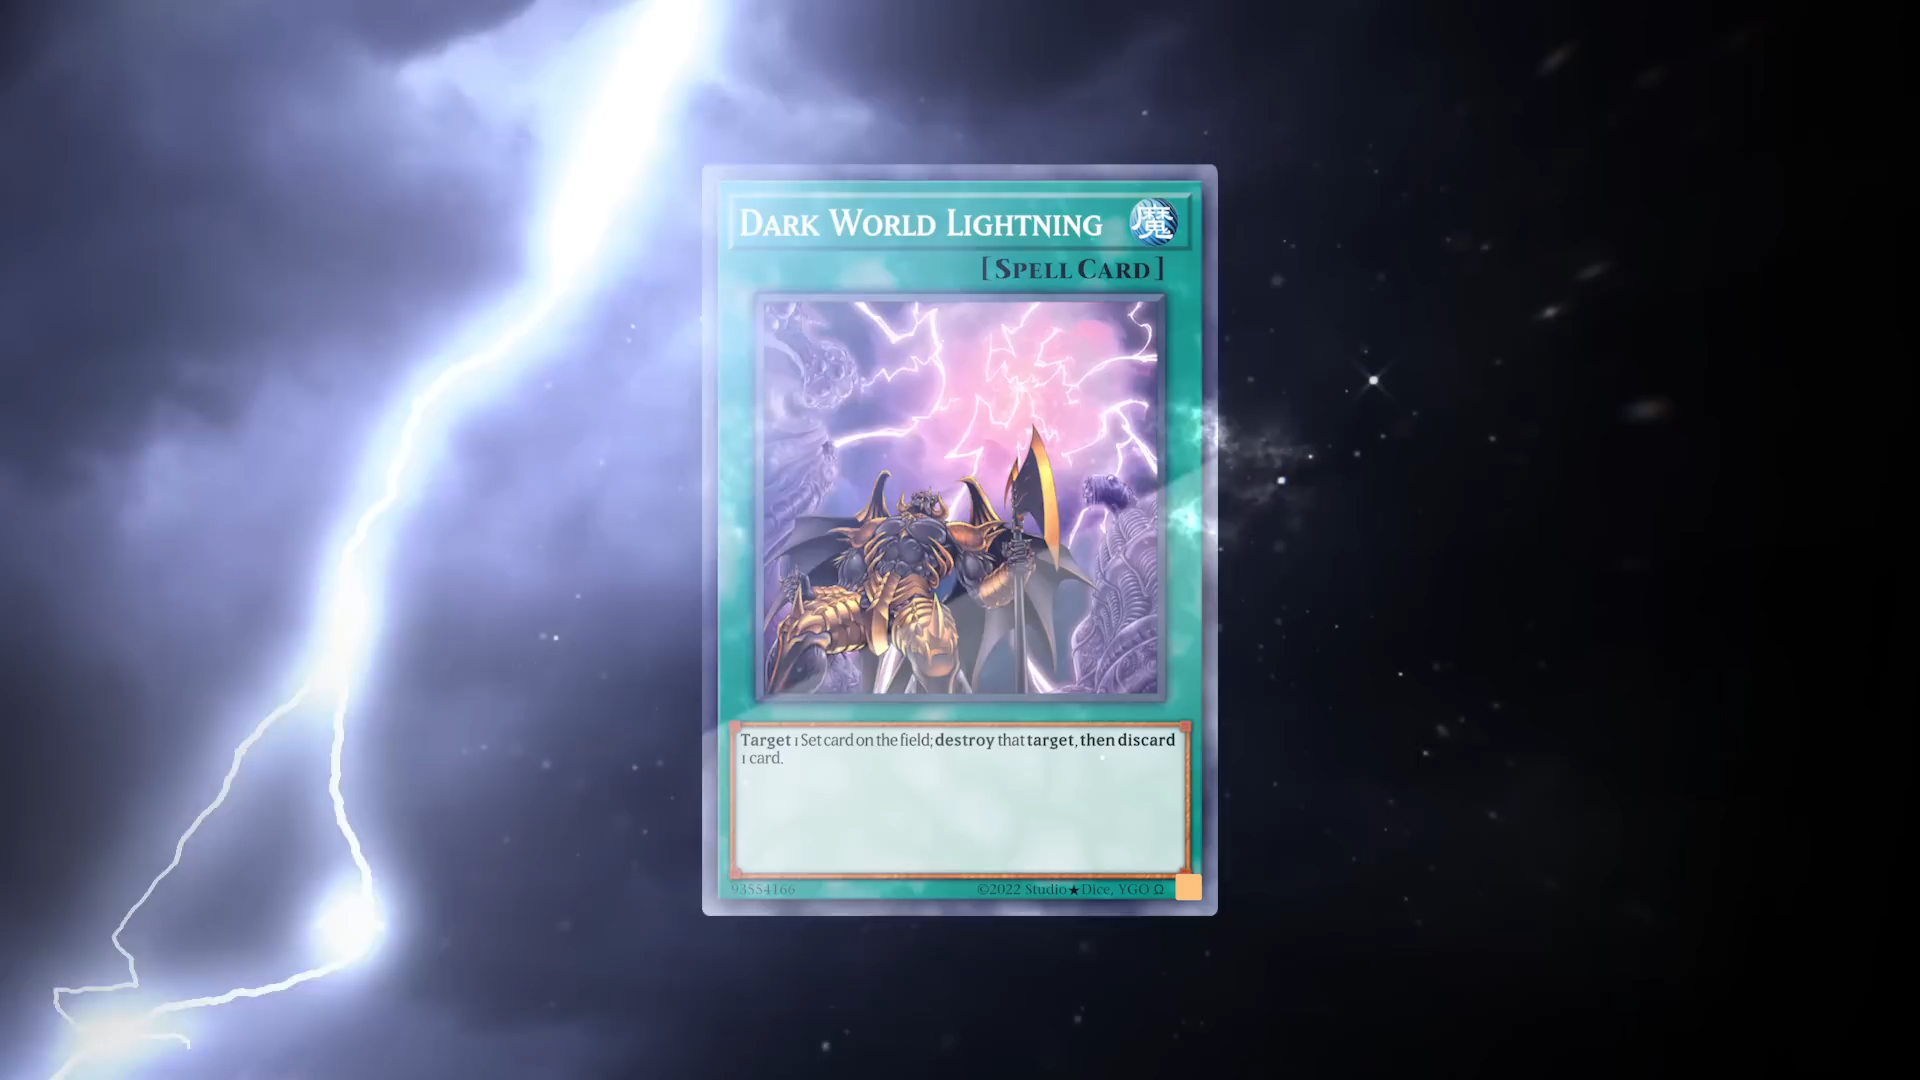 DARK WORLD LIGHTNING 魔
[SPELL CARD]
Target 1 Set card on the field; destroy that target, then discard
1 card.
93554166 ©2022 Studio★Dice, YGO Ω